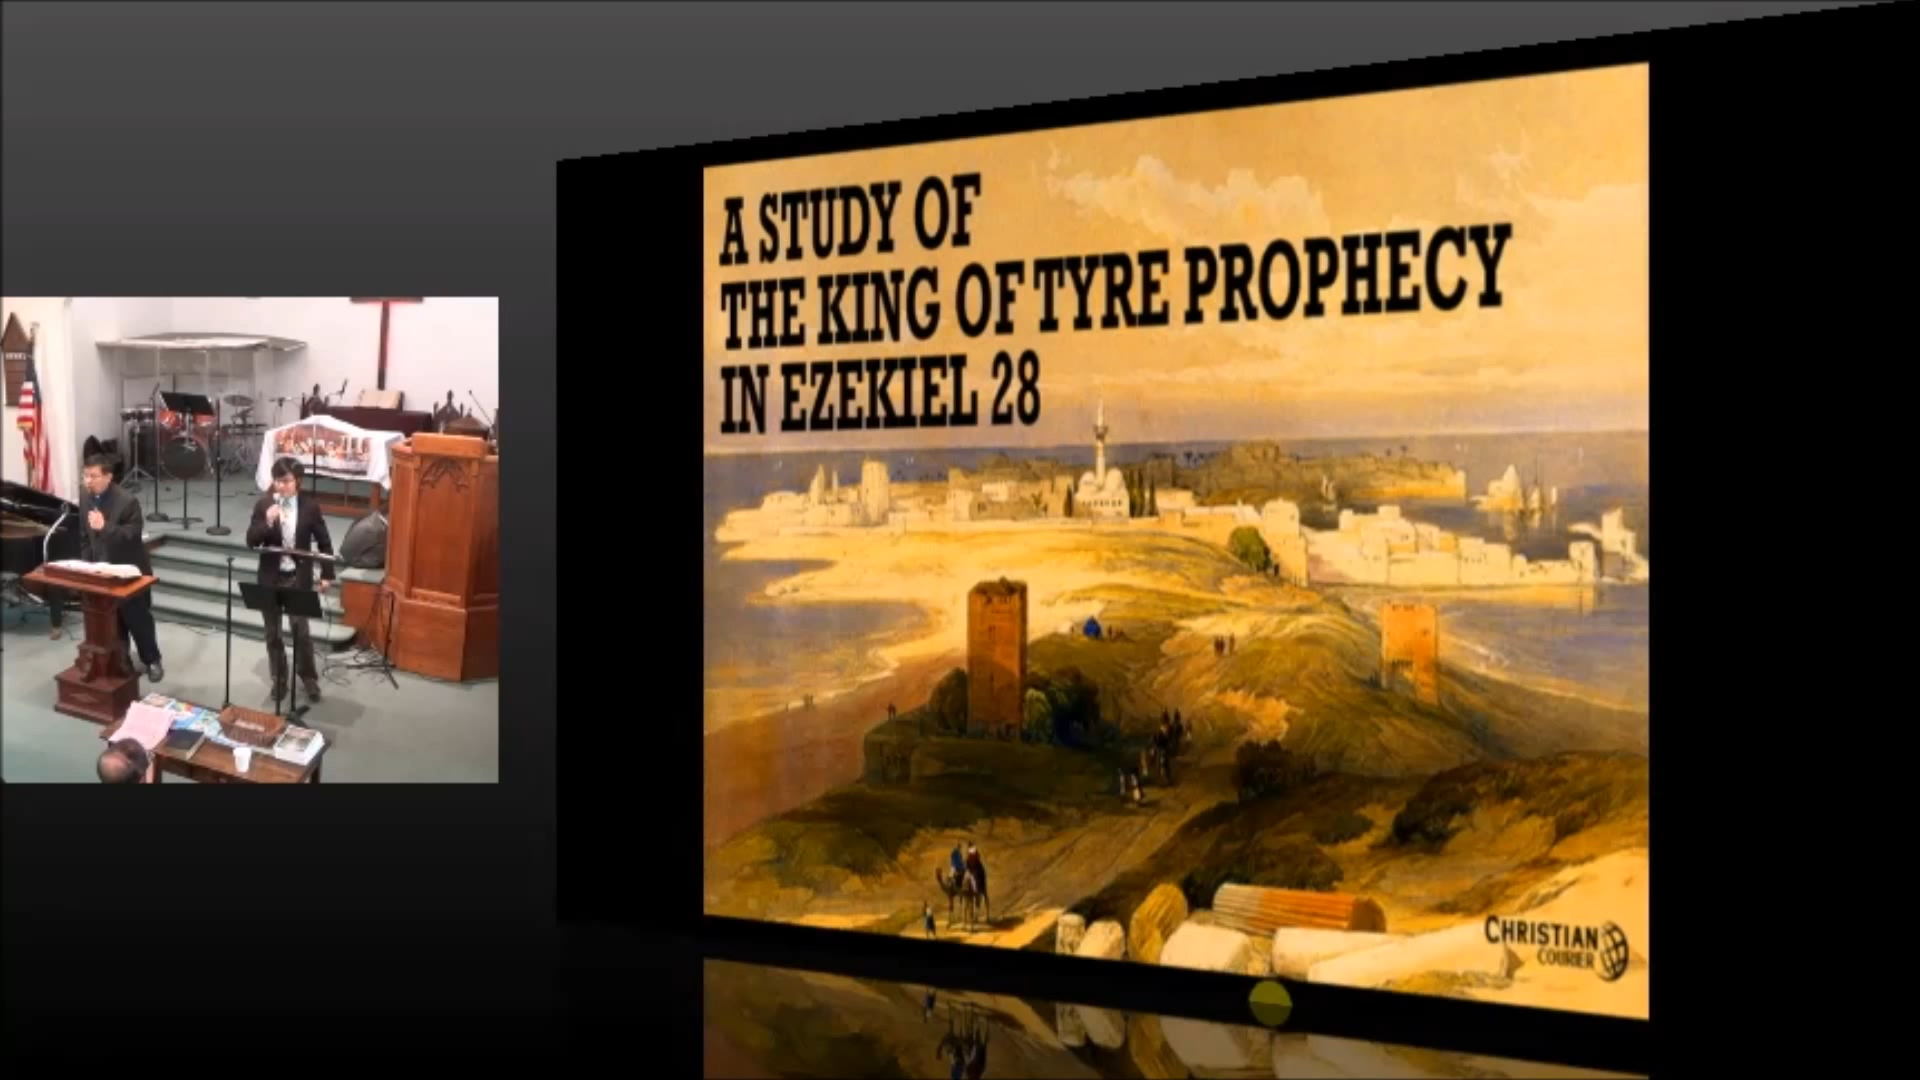 A STUDY OF
THE KING OF TYRE PROPHECY
IN EZEKIEL 28
CHRISTIAN
COURIER